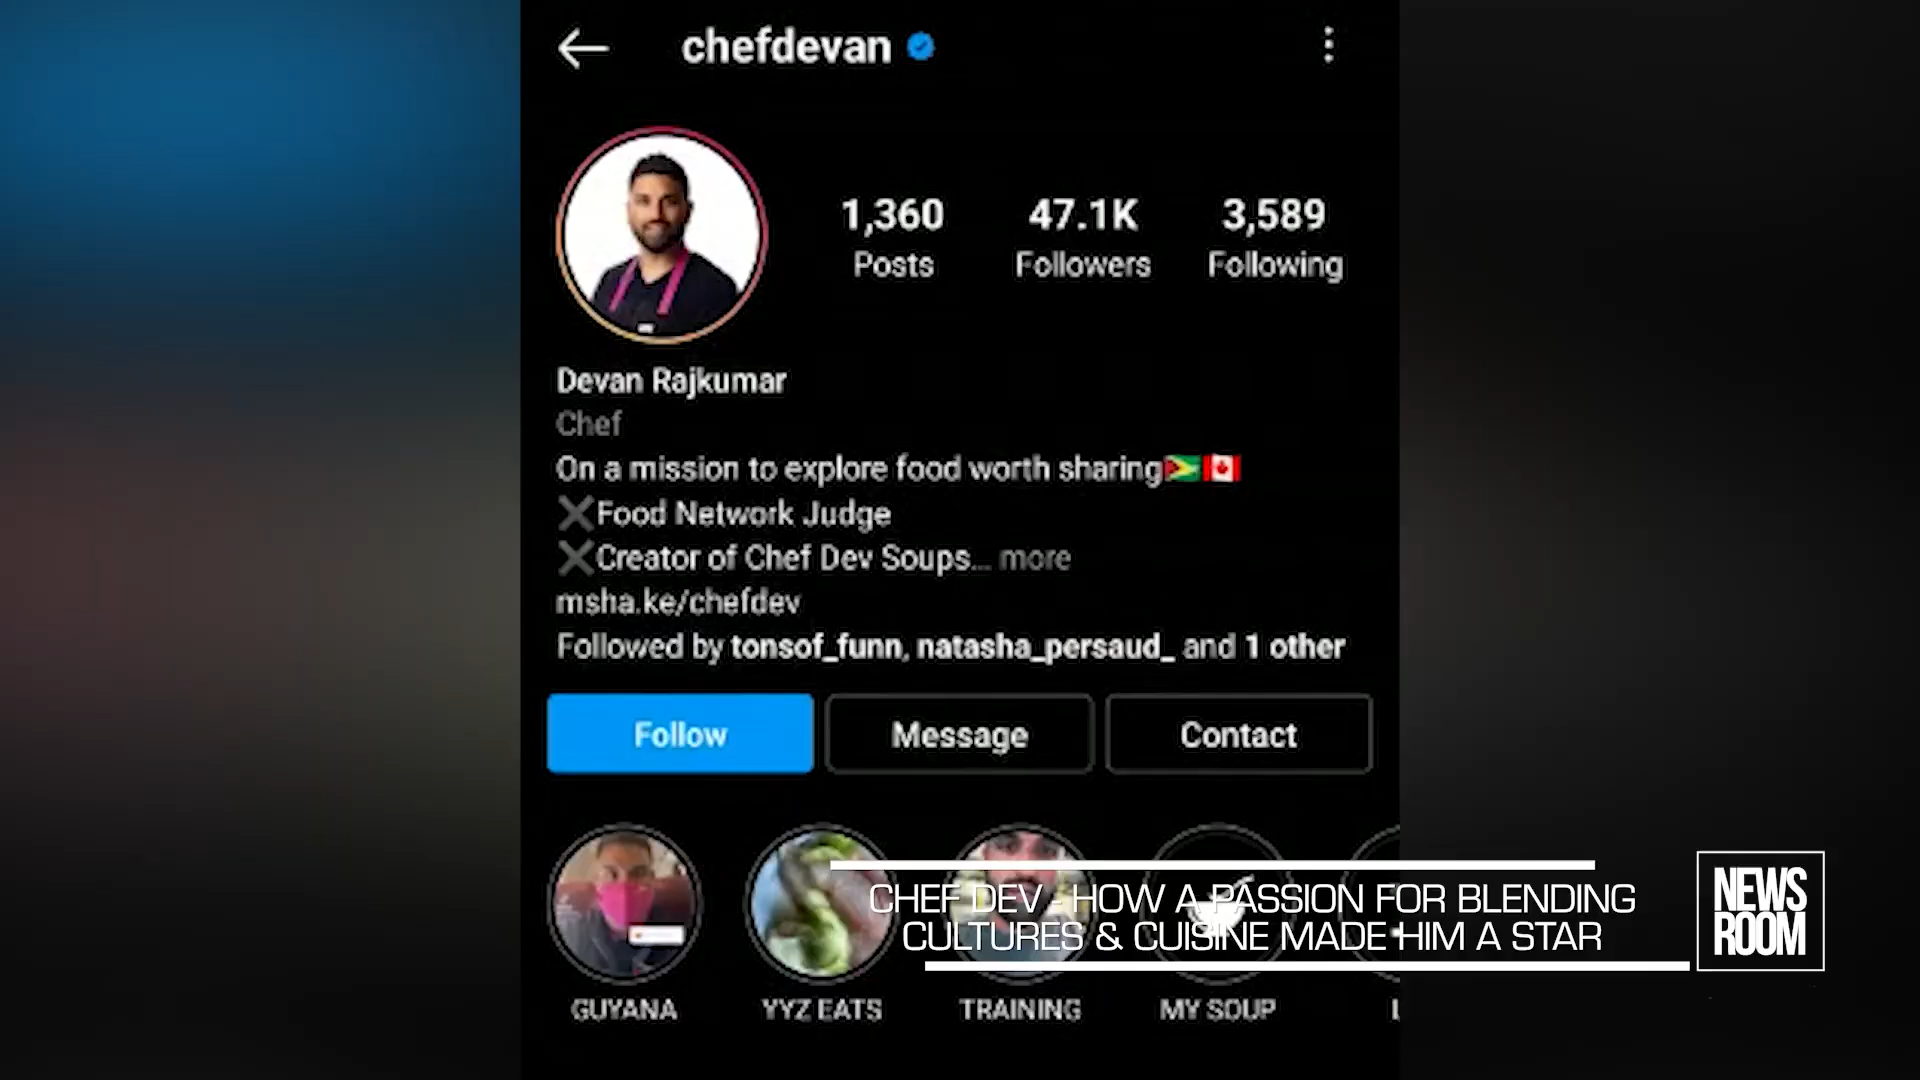 chefdevan
1,360
Posts
47.1K
Followers
3,589
Following
Devan Rajkumar
Chef
On a mission to explore food worth sharing
Food Network Judge
Creator of Chef Dev Soups... more
msha.ke/chefdev
Followed by tonsof_funn, natasha_persaud_ and 1 other
Follow
Message
Contact
GUYANA
YYZ EATS
TRAINING
MY SOUP
CHEF DEV - HOW A PASSION FOR BLENDING
CULTURES & CUISINE MADE HIM A STAR
NEWS
ROOM